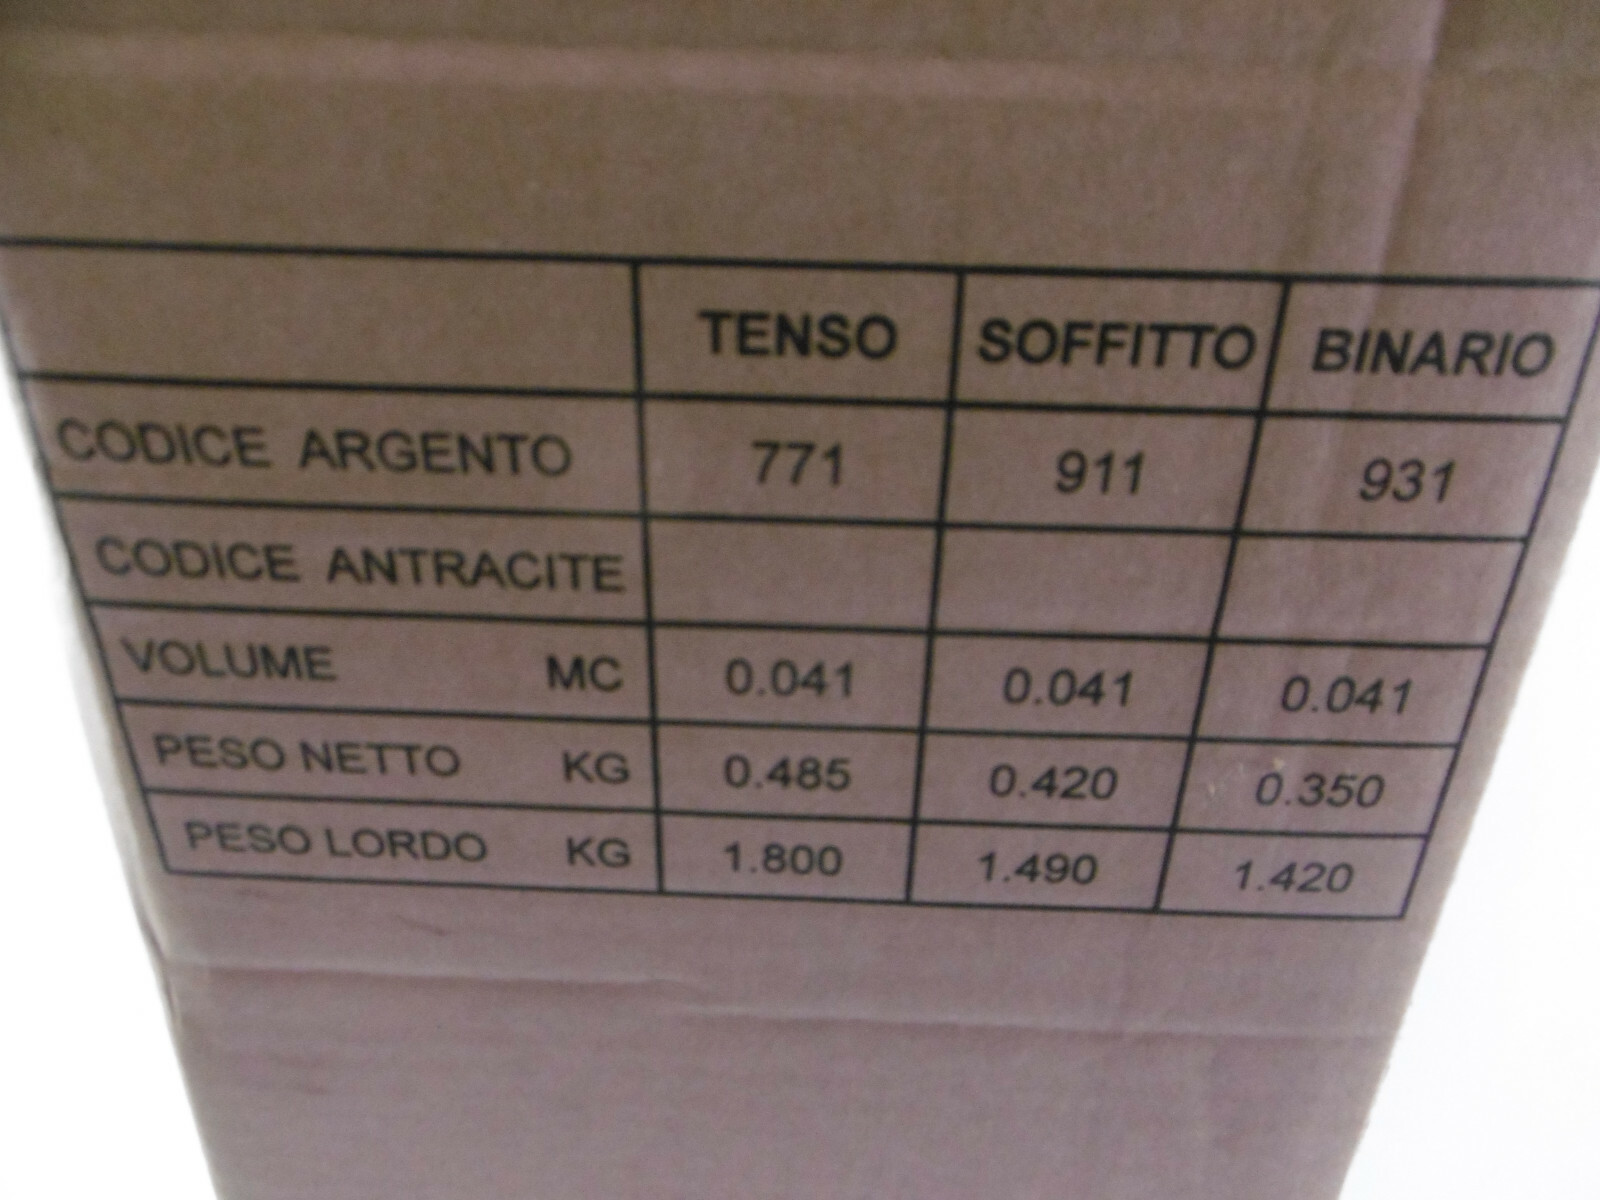 TENSO SOFFITTO BINARIO
CODICE ARGENTO 771 911 931
CODICE ANTRACITE
VOLUME MC 0.041 0.041 0.041
PESO NETTO KG 0.485 0.420 0.350
PESO LORDO KG 1.800 1.490 1.420